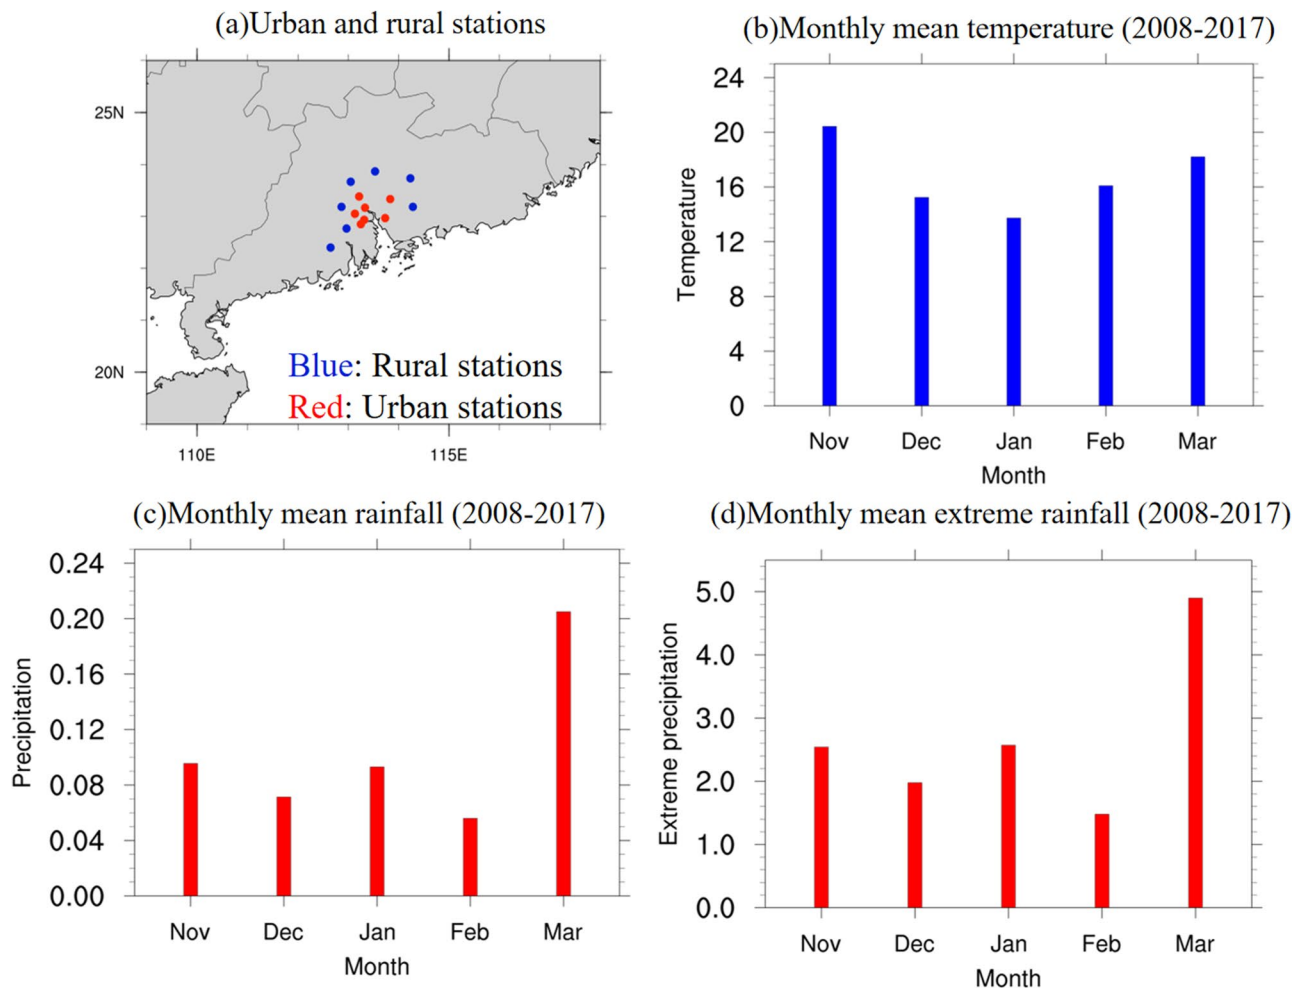 (a)Urban and rural stations
25N
20N
Blue: Rural stations
Red: Urban stations
110E 115E
(b)Monthly mean temperature (2008-2017)
Temperature
24
20
16
12
8
4
0
Nov Dec Jan Feb Mar
Month
(c)Monthly mean rainfall (2008-2017)
Precipitation
0.24
0.20
0.16
0.12
0.08
0.04
0.00
Nov Dec Jan Feb Mar
Month
(d)Monthly mean extreme rainfall (2008-2017)
Extreme precipitation
5.0
4.0
3.0
2.0
1.0
0.0
Nov Dec Jan Feb Mar
Month